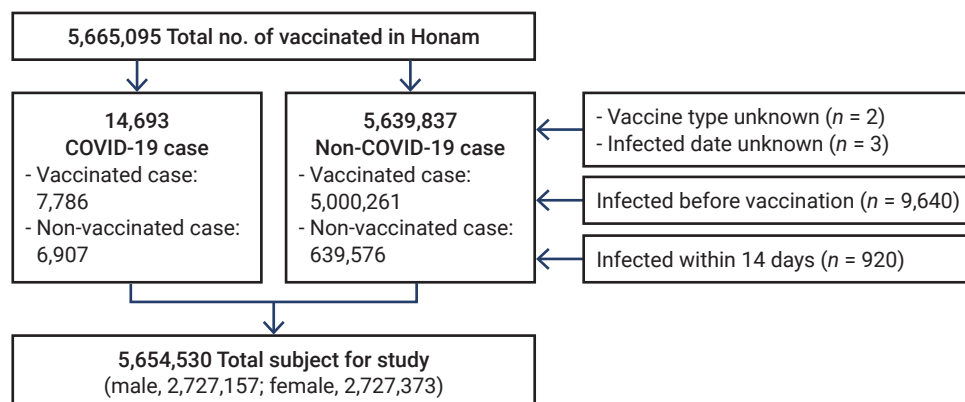 5,665,095 Total no. of vaccinated in Honam
14,693
COVID-19 case
- Vaccinated case:
7,786
- Non-vaccinated case:
6,907
5,639,837
Non-COVID-19 case
- Vaccinated case:
5,000,261
- Non-vaccinated case:
639,576
- Vaccine type unknown (n = 2)
- Infected date unknown (n = 3)
Infected before vaccination (n = 9,640)
Infected within 14 days (n = 920)
5,654,530 Total subject for study
(male, 2,727,157; female, 2,727,373)